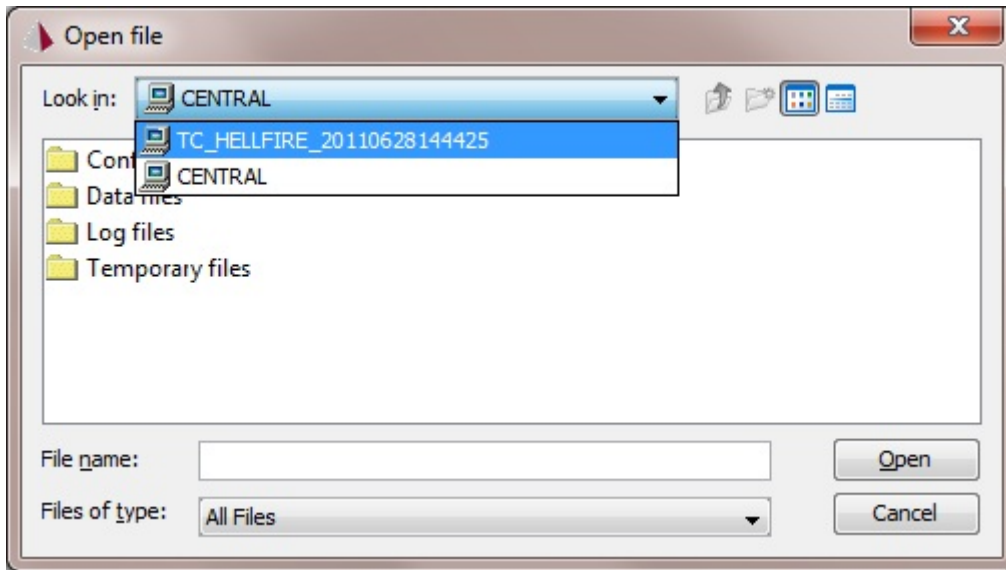 Open file
Look in: CENTRAL
TC_HELLFIRE_20110628144425
CENTRAL
Data files
Log files
Temporary files
File name:
Open
Files of type: All Files
Cancel